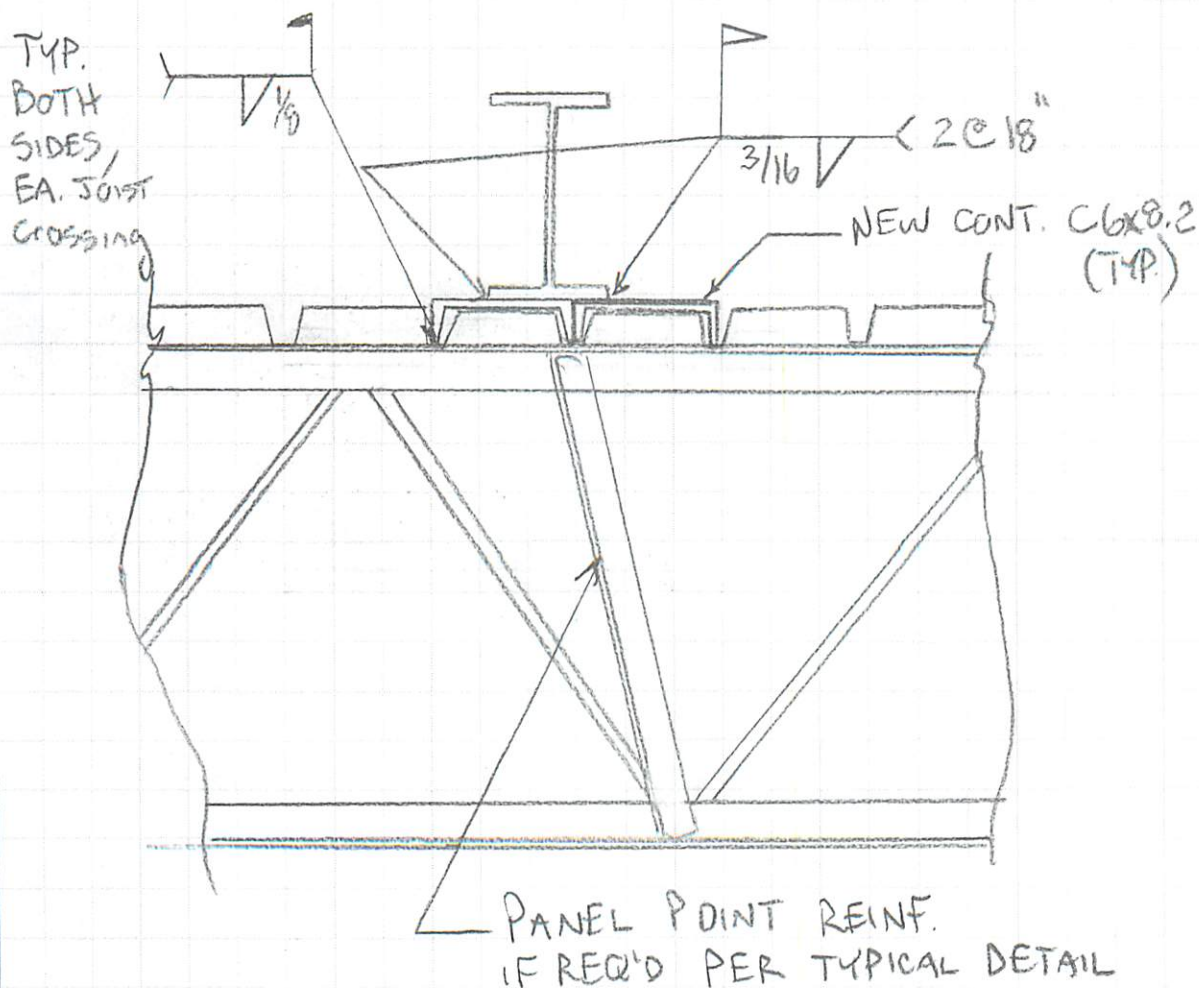 TYP.
BOTH
SIDES,
EA. JOIST
Crossing
1/8
3/16
2@18"
NEW CONT. C6x8.2
(TYP.)
PANEL POINT REINF.
IF REQ'D PER TYPICAL DETAIL